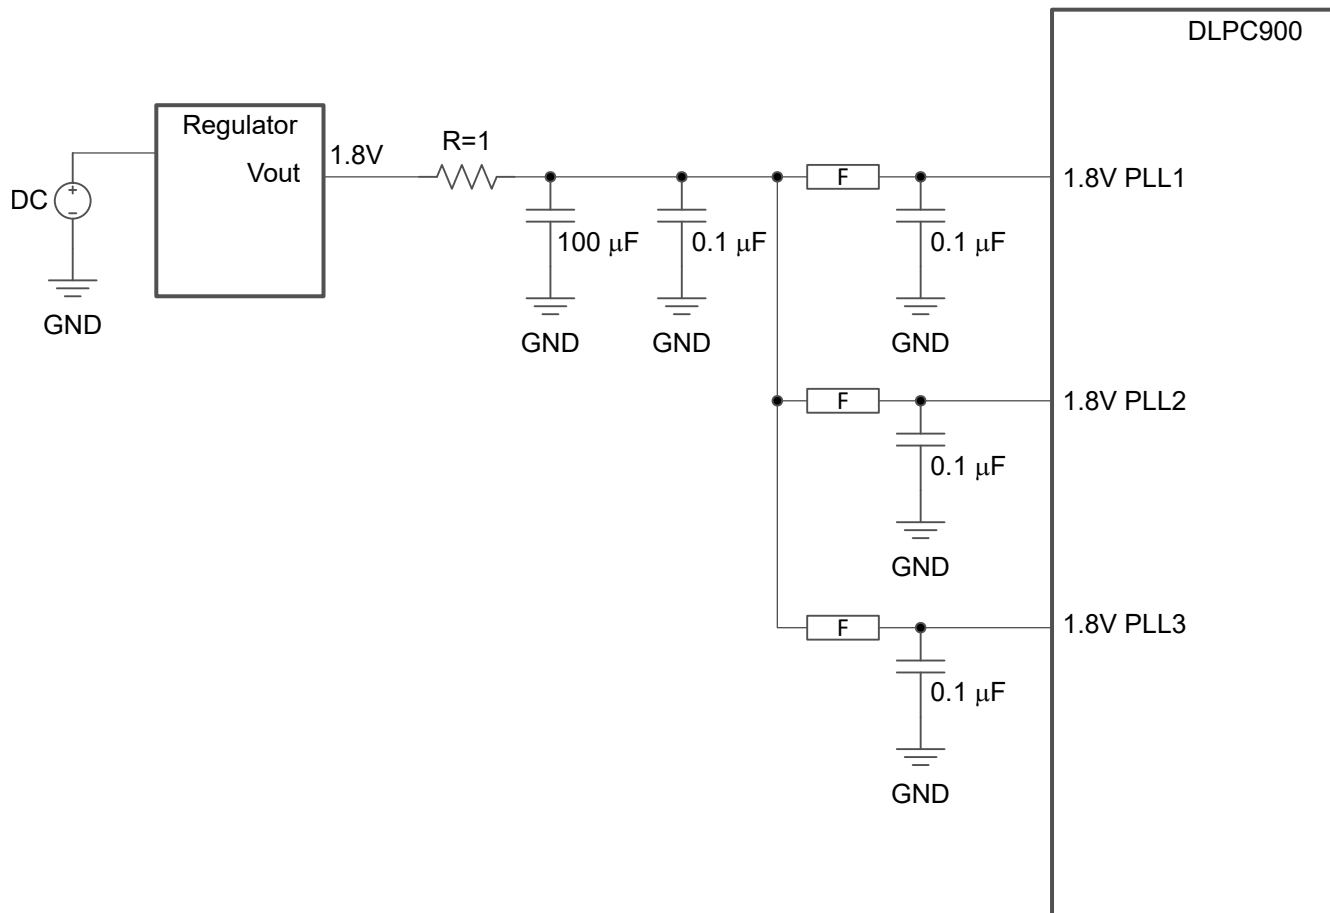 DLPC900
Regulator
Vout
1.8V
R=1
DC
+
−
GND
F
1.8V PLL1
100 μF
0.1 μF
0.1 μF
GND
GND
GND
F
1.8V PLL2
0.1 μF
GND
F
1.8V PLL3
0.1 μF
GND